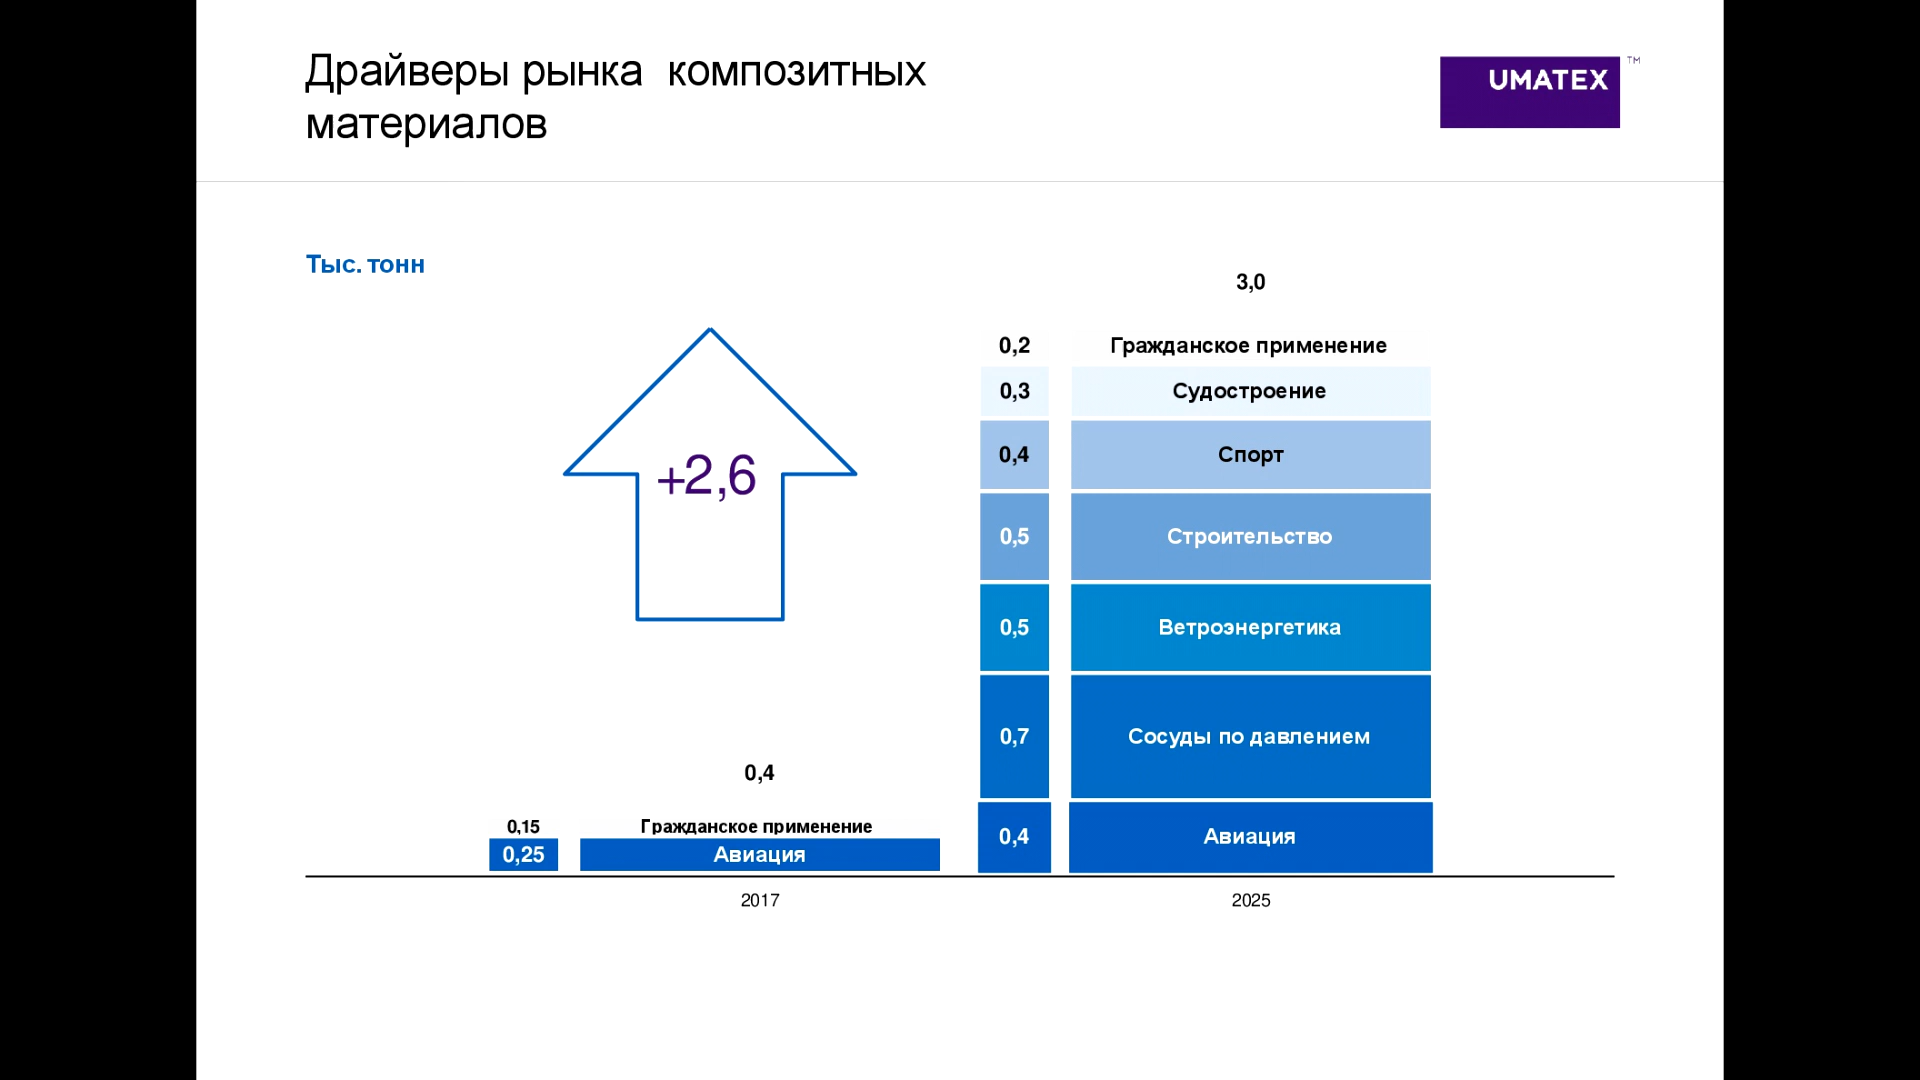 Драйверы рынка композитных
материалов
UMATEX
TM
Тыс. тонн
+2,6
0,4
0,15 Гражданское применение
0,25 Авиация
2017
3,0
0,2 Гражданское применение
0,3 Судостроение
0,4 Спорт
0,5 Строительство
0,5 Ветроэнергетика
0,7 Сосуды по давлением
0,4 Авиация
2025